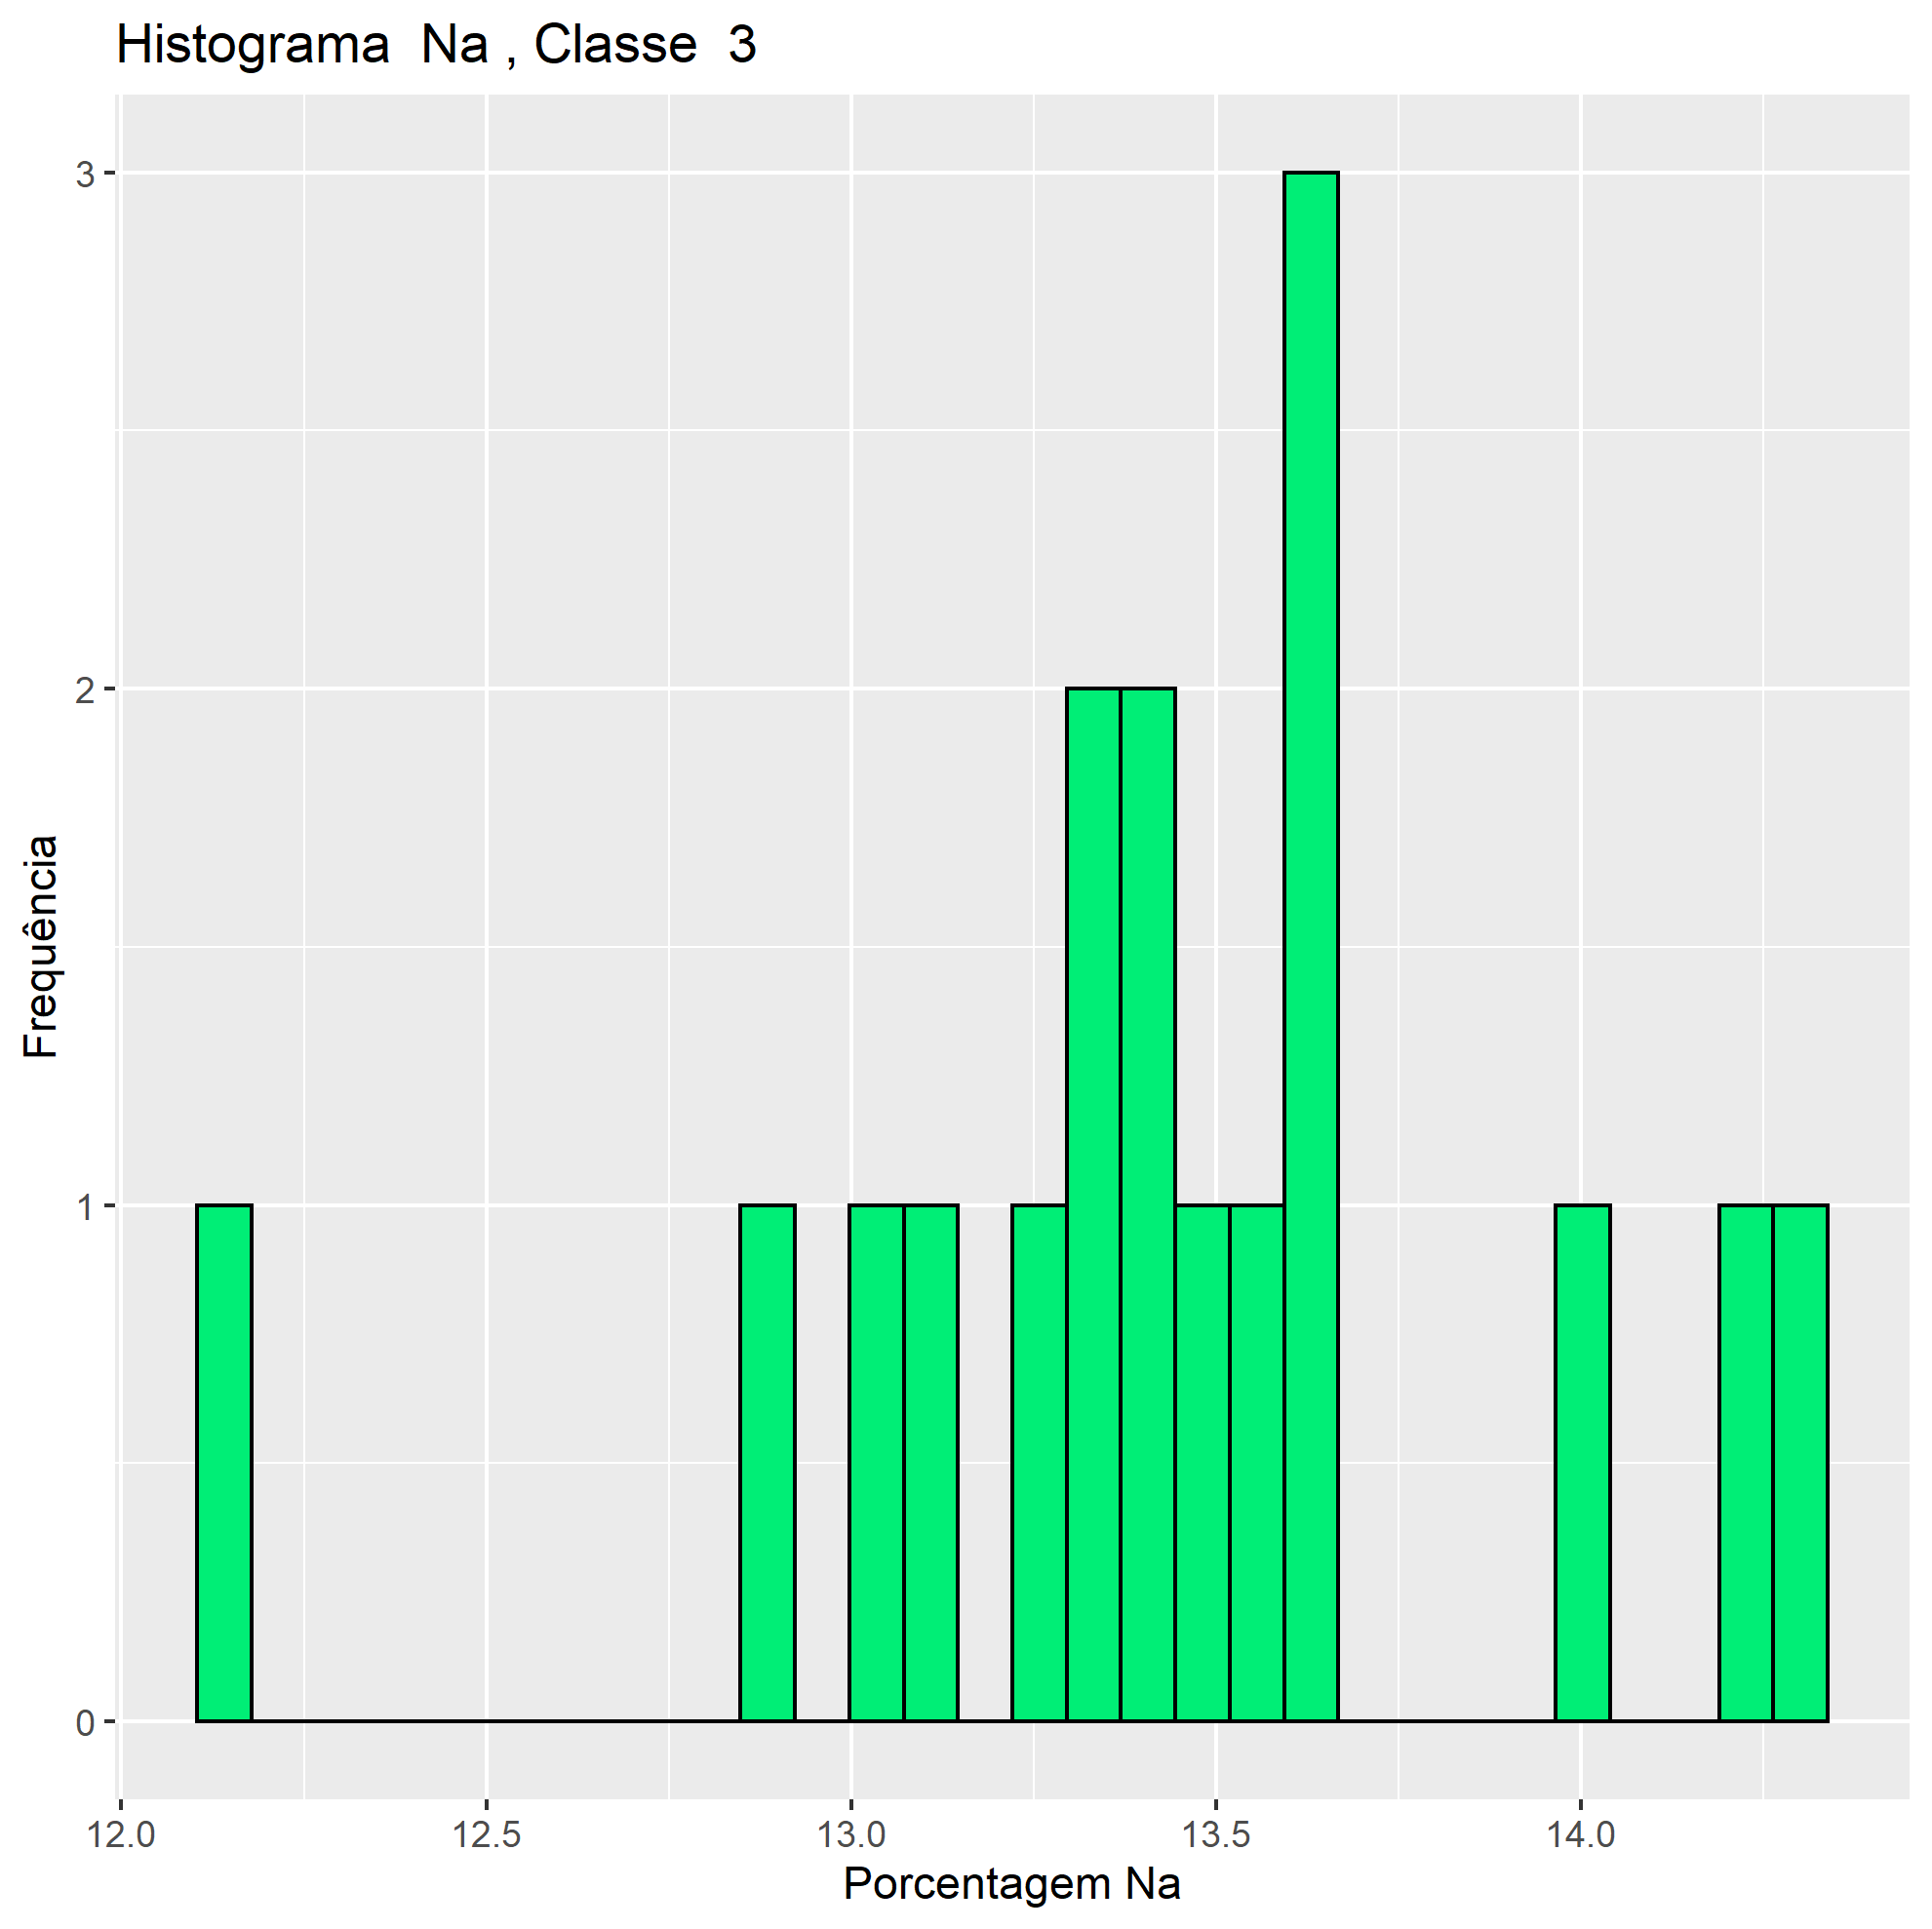 Histograma  Na , Classe  3
3
2
1
0
Frequência
12.0 12.5 13.0 13.5 14.0
Porcentagem Na